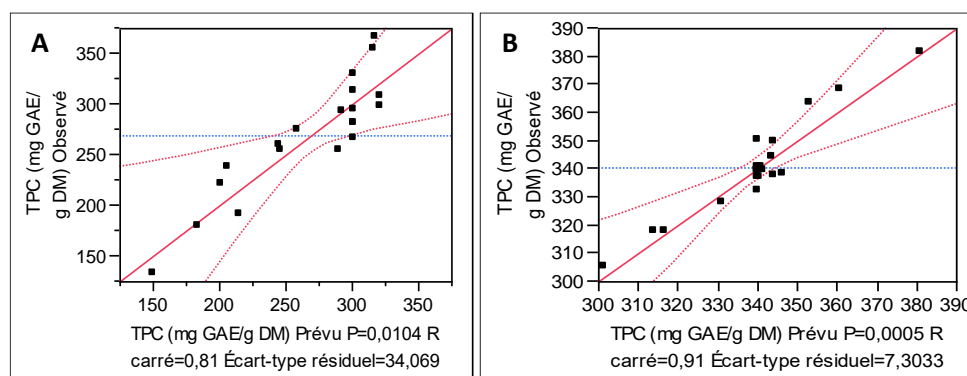 A
TPC (mg GAE/
g DM) Observé
350
300
250
200
150
150 200 250 300 350
TPC (mg GAE/g DM) Prévu P=0,0104 R
carré=0,81 Écart-type résiduel=34,069
B
TPC (mg GAE/
g DM) Observé
390
380
370
360
350
340
330
320
310
300
300 310 320 330 340 350 360 370 380 390
TPC (mg GAE/g DM) Prévu P=0,0005 R
carré=0,91 Écart-type résiduel=7,3033